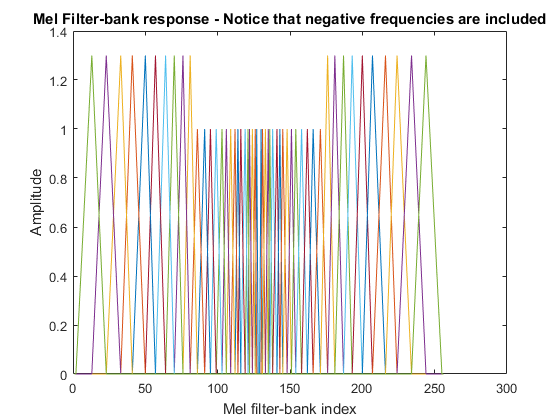 Mel Filter-bank response - Notice that negative frequencies are included
1.4
1.2
1
0.8
0.6
0.4
0.2
0
Amplitude
0 50 100 150 200 250 300
Mel filter-bank index